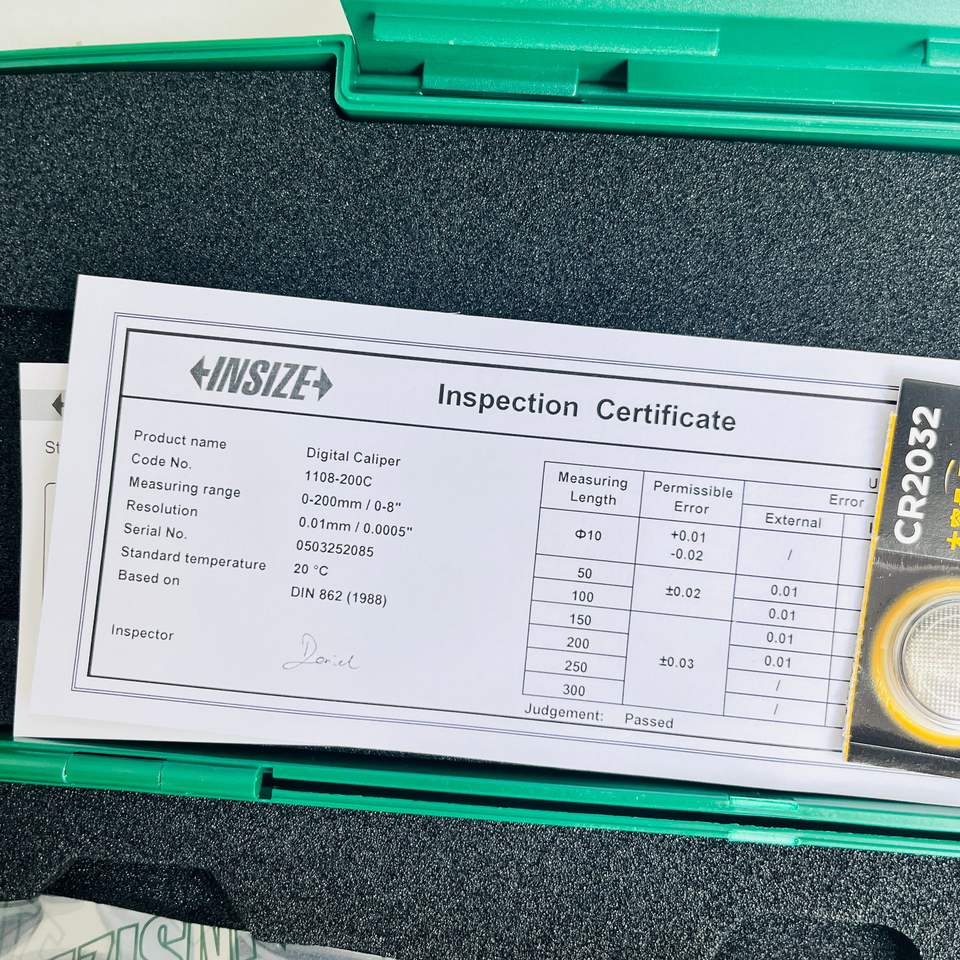 INSIZE
Inspection Certificate
Product name Digital Caliper
Code No. 1108-200C
Measuring range 0-200mm / 0-8"
Resolution 0.01mm / 0.0005"
Serial No. 0503252085
Standard temperature 20 °C
Based on DIN 862 (1988)
Inspector Daniel
U
Measuring Length Permissible Error Error
External
Φ10 +0.01 -0.02 /
50 ±0.02 0.01
100 0.01
150 ±0.03 0.01
200 0.01
250 /
300 /
Judgement: Passed
CR2032
St
INSIZE